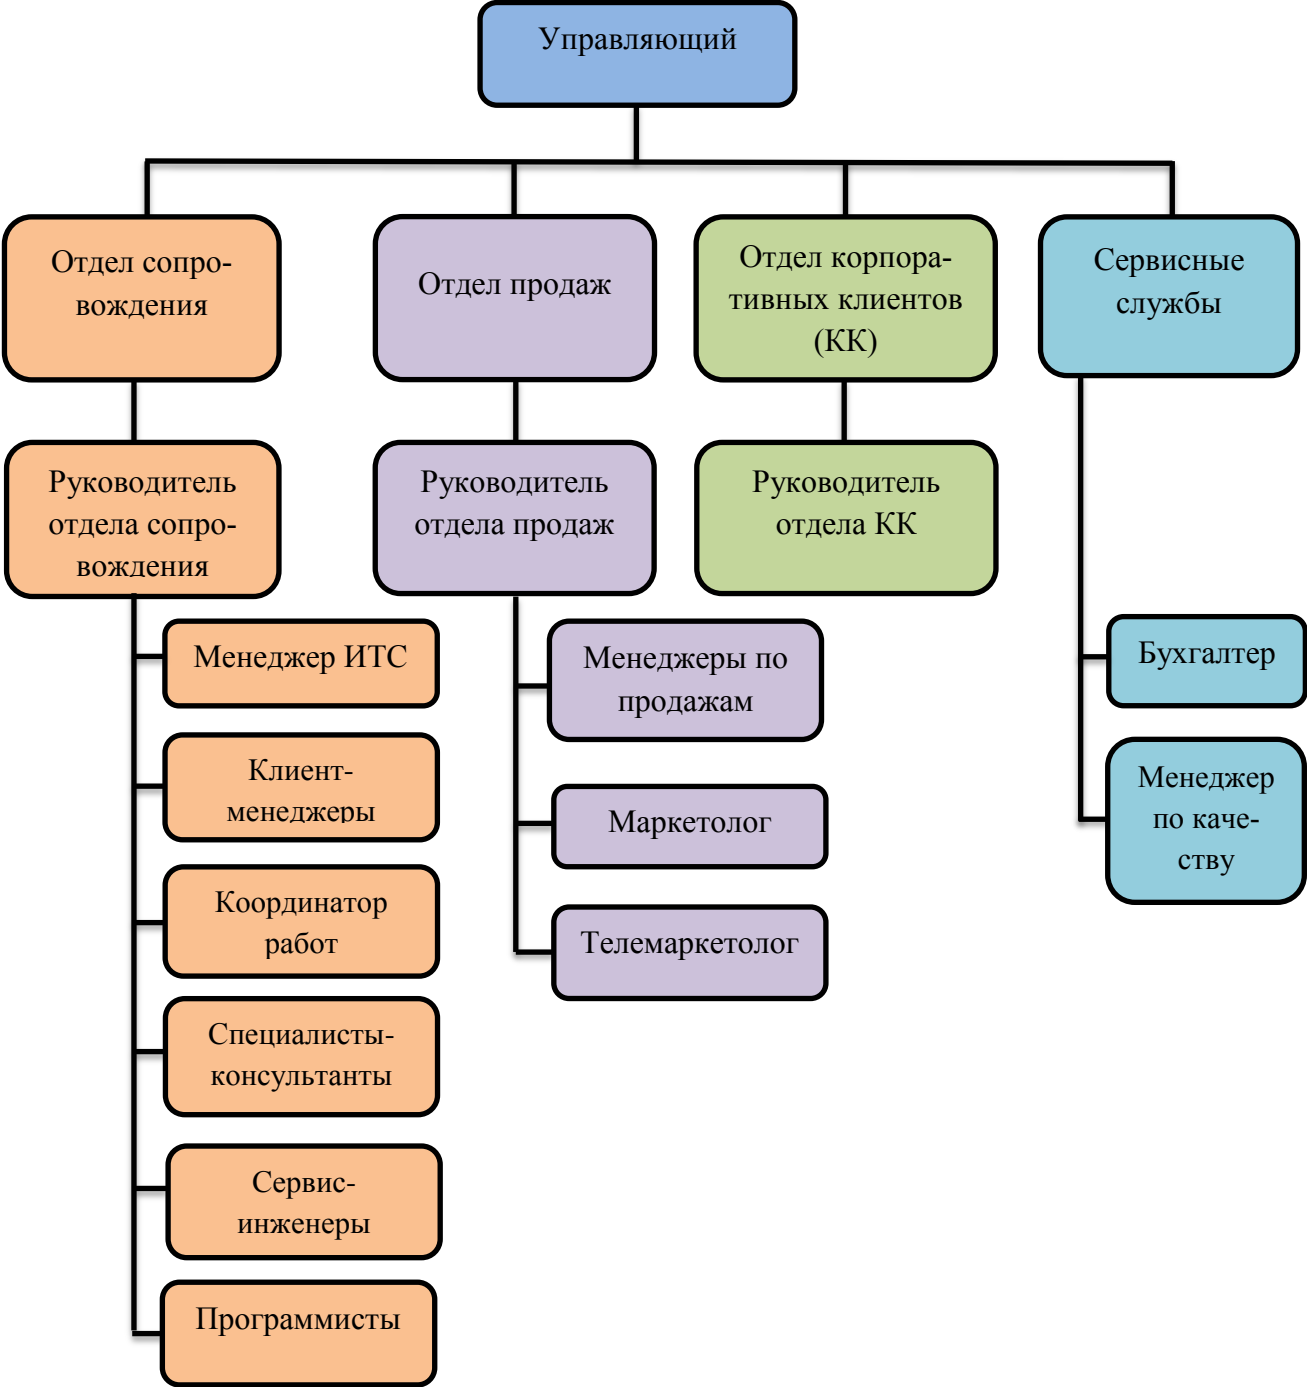 Управляющий
Отдел сопро-
вождения
Отдел продаж
Отдел корпора-
тивных клиентов
(КК)
Сервисные
службы
Руководитель
отдела сопро-
вождения
Руководитель
отдела продаж
Руководитель
отдела КК
Менеджер ИТС
Клиент-
менеджеры
Координатор
работ
Специалисты-
консультанты
Сервис-
инженеры
Программисты
Менеджеры по
продажам
Маркетолог
Телемаркетолог
Бухгалтер
Менеджер
по каче-
ству